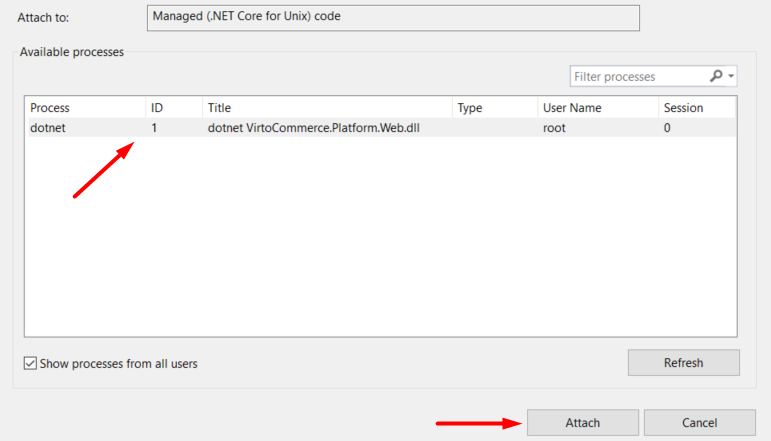 Attach to: Managed (.NET Core for Unix) code
Available processes
Filter processes
Process ID Title Type User Name Session
dotnet 1 dotnet VirtoCommerce.Platform.Web.dll root 0
Show processes from all users
Refresh
Attach Cancel